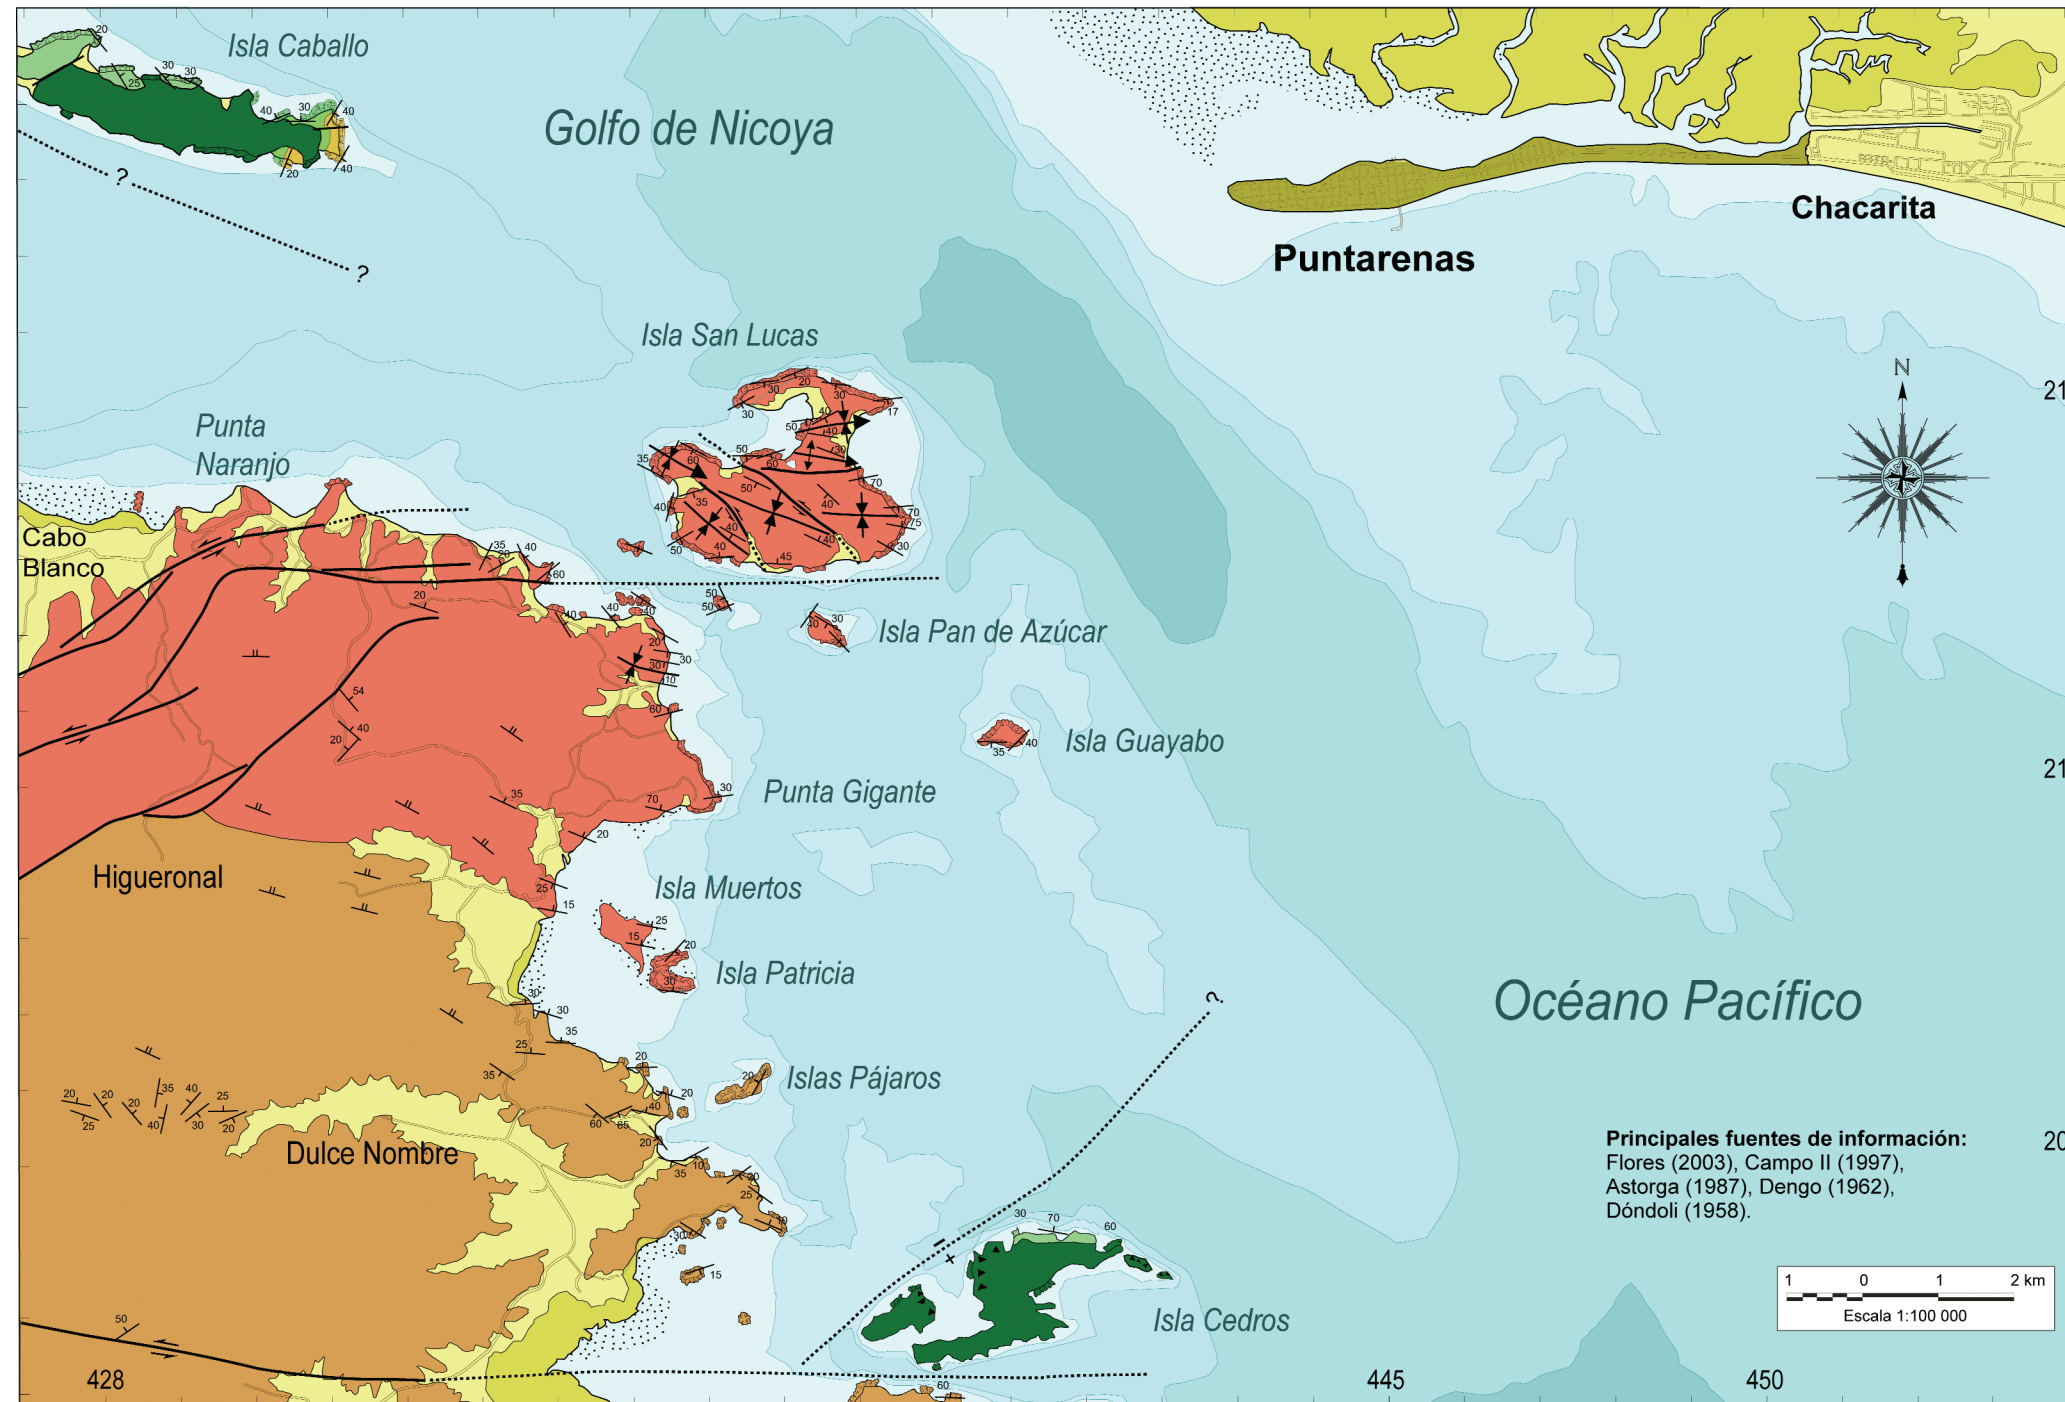 Isla Caballo
Golfo de Nicoya
Chacarita
Puntarenas
Isla San Lucas
N
21
Punta
Naranjo
Cabo
Blanco
Isla Pan de Azúcar
Isla Guayabo
21
Punta Gigante
Higueronal
Isla Muertos
Isla Patricia
Océano Pacífico
Islas Pájaros
Dulce Nombre
Principales fuentes de información:
Flores (2003), Campo II (1997),
Astorga (1987), Dengo (1962),
Dóndoli (1958).
20
1 0 1 2 km
Escala 1:100 000
Isla Cedros
428
445
450